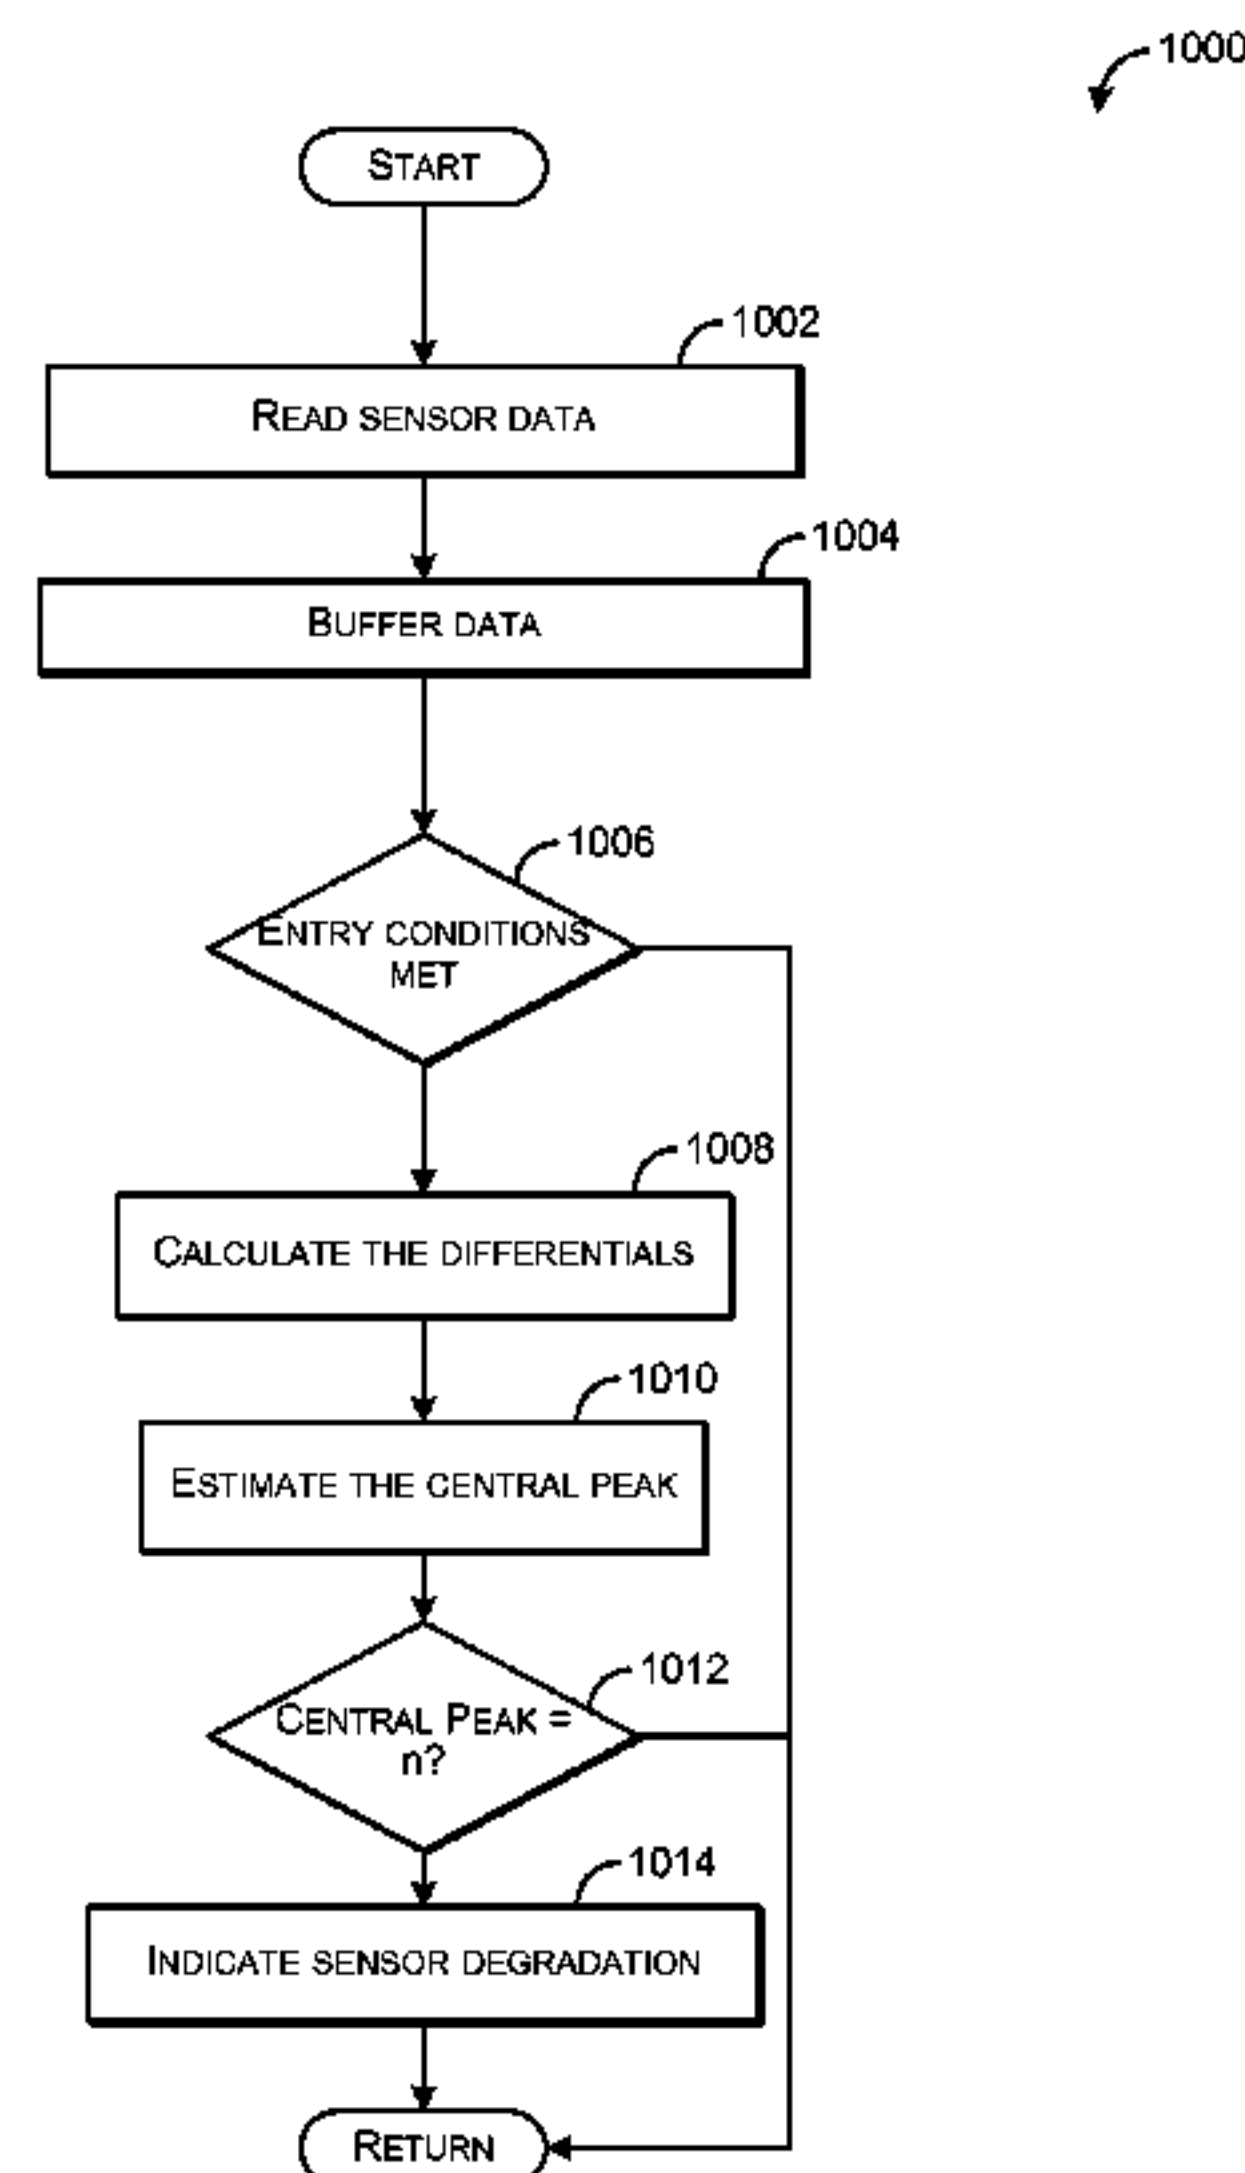 1000
START
1002
READ SENSOR DATA
1004
BUFFER DATA
1006
ENTRY CONDITIONS
MET
1008
CALCULATE THE DIFFERENTIALS
1010
ESTIMATE THE CENTRAL PEAK
1012
CENTRAL PEAK =
n?
1014
INDICATE SENSOR DEGRADATION
RETURN